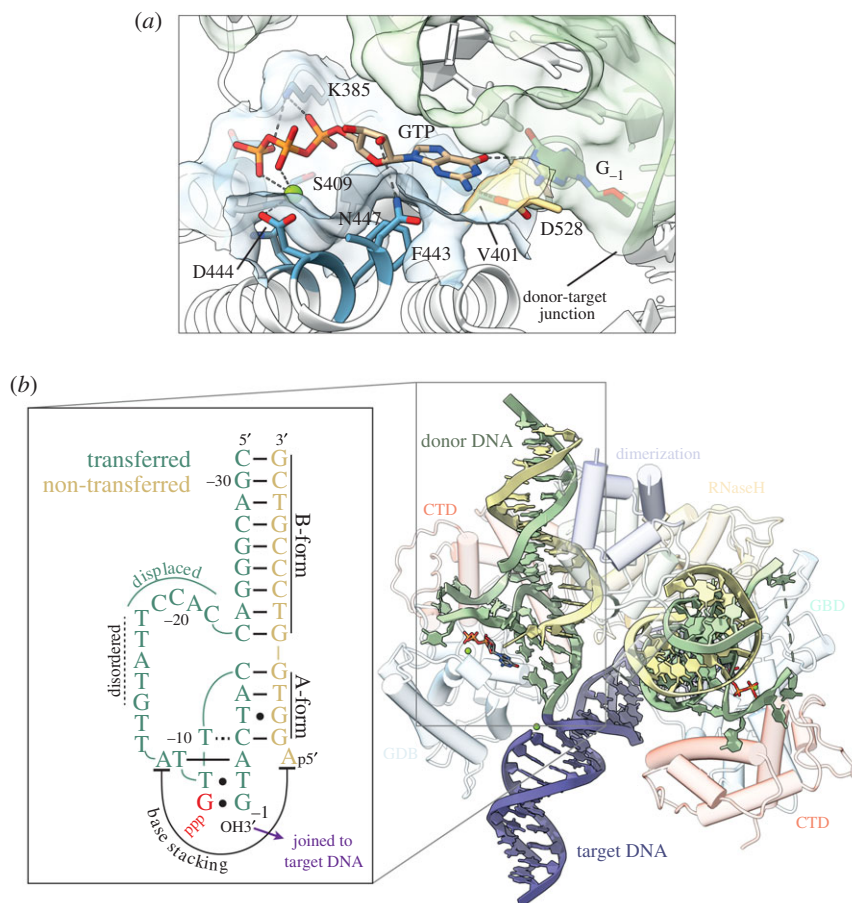 (a)
K385
GTP
G–1
S409
N447
D528
F443
V401
D444
donor-target
junction
(b)
5′ 3′
transferred
non-transferred
C G
–30 G C
A T
C G
G C
G C
G C
A T
C G
B-form
displaced
C C A C
–20
T
T
A
T
G
T
T
disordered
G
C T
A G
T G
A-form
–10
T C G
A T A A p5′
T T
G G –1
ppp
OH3′
base stacking
joined to
target DNA
donor DNA
dimerization
CTD
RNaseH
GBD
GDB
CTD
target DNA